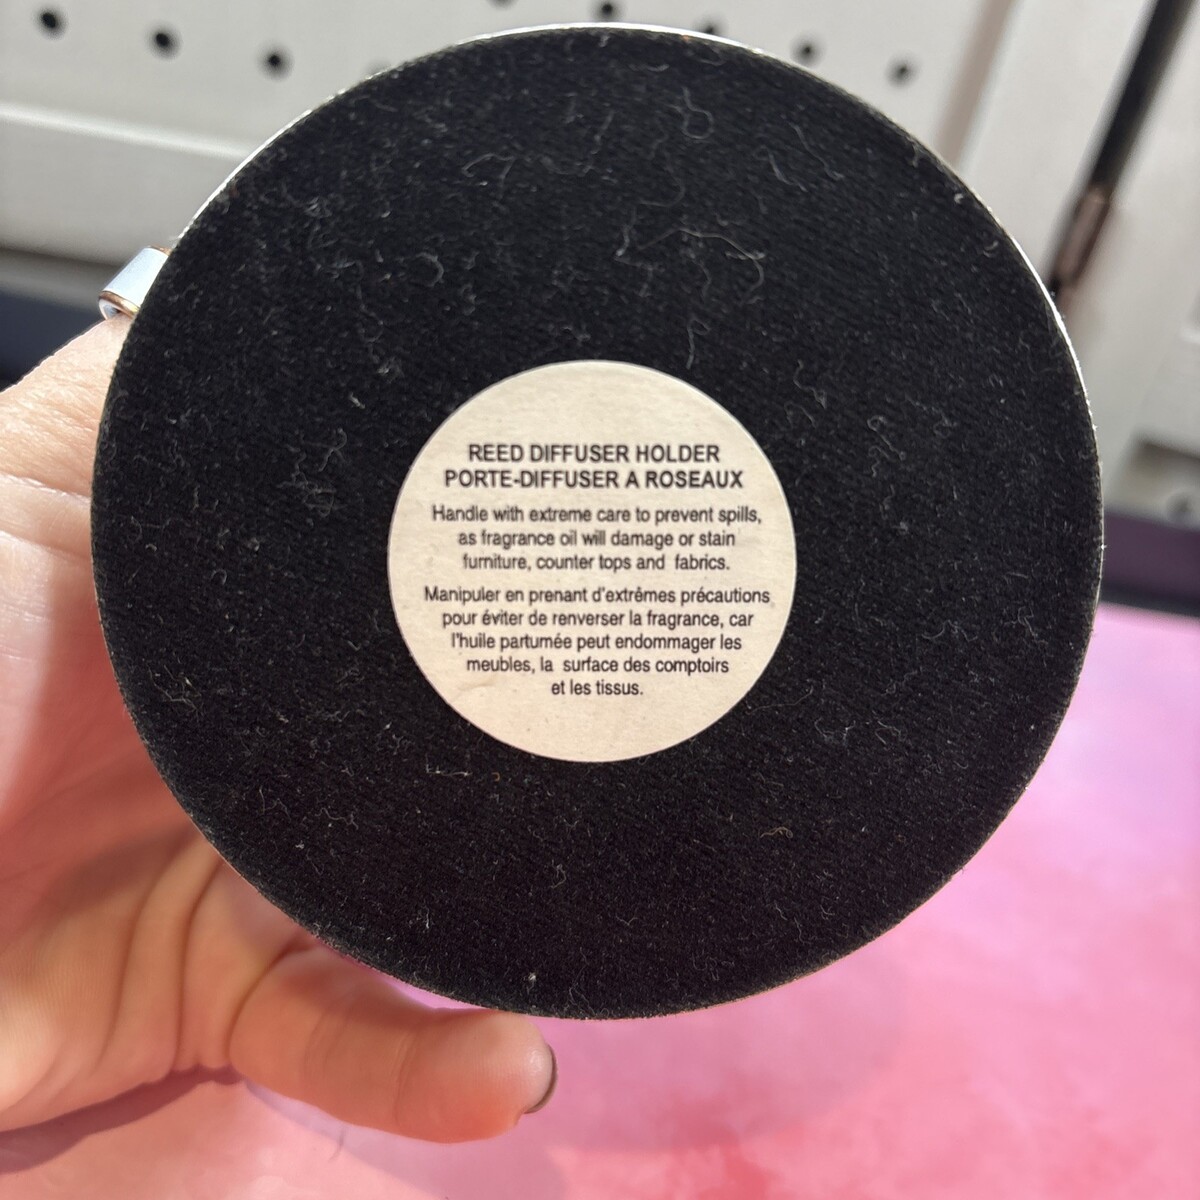 REED DIFFUSER HOLDER
PORTE-DIFFUSER A ROSEAUX
Handle with extreme care to prevent spills,
as fragrance oil will damage or stain
furniture, counter tops and fabrics.
Manipuler en prenant d'extrêmes précautions
pour éviter de renverser la fragrance, car
l'huile partumée peut endommager les
meubles, la surface des comptoirs
et les tissus.